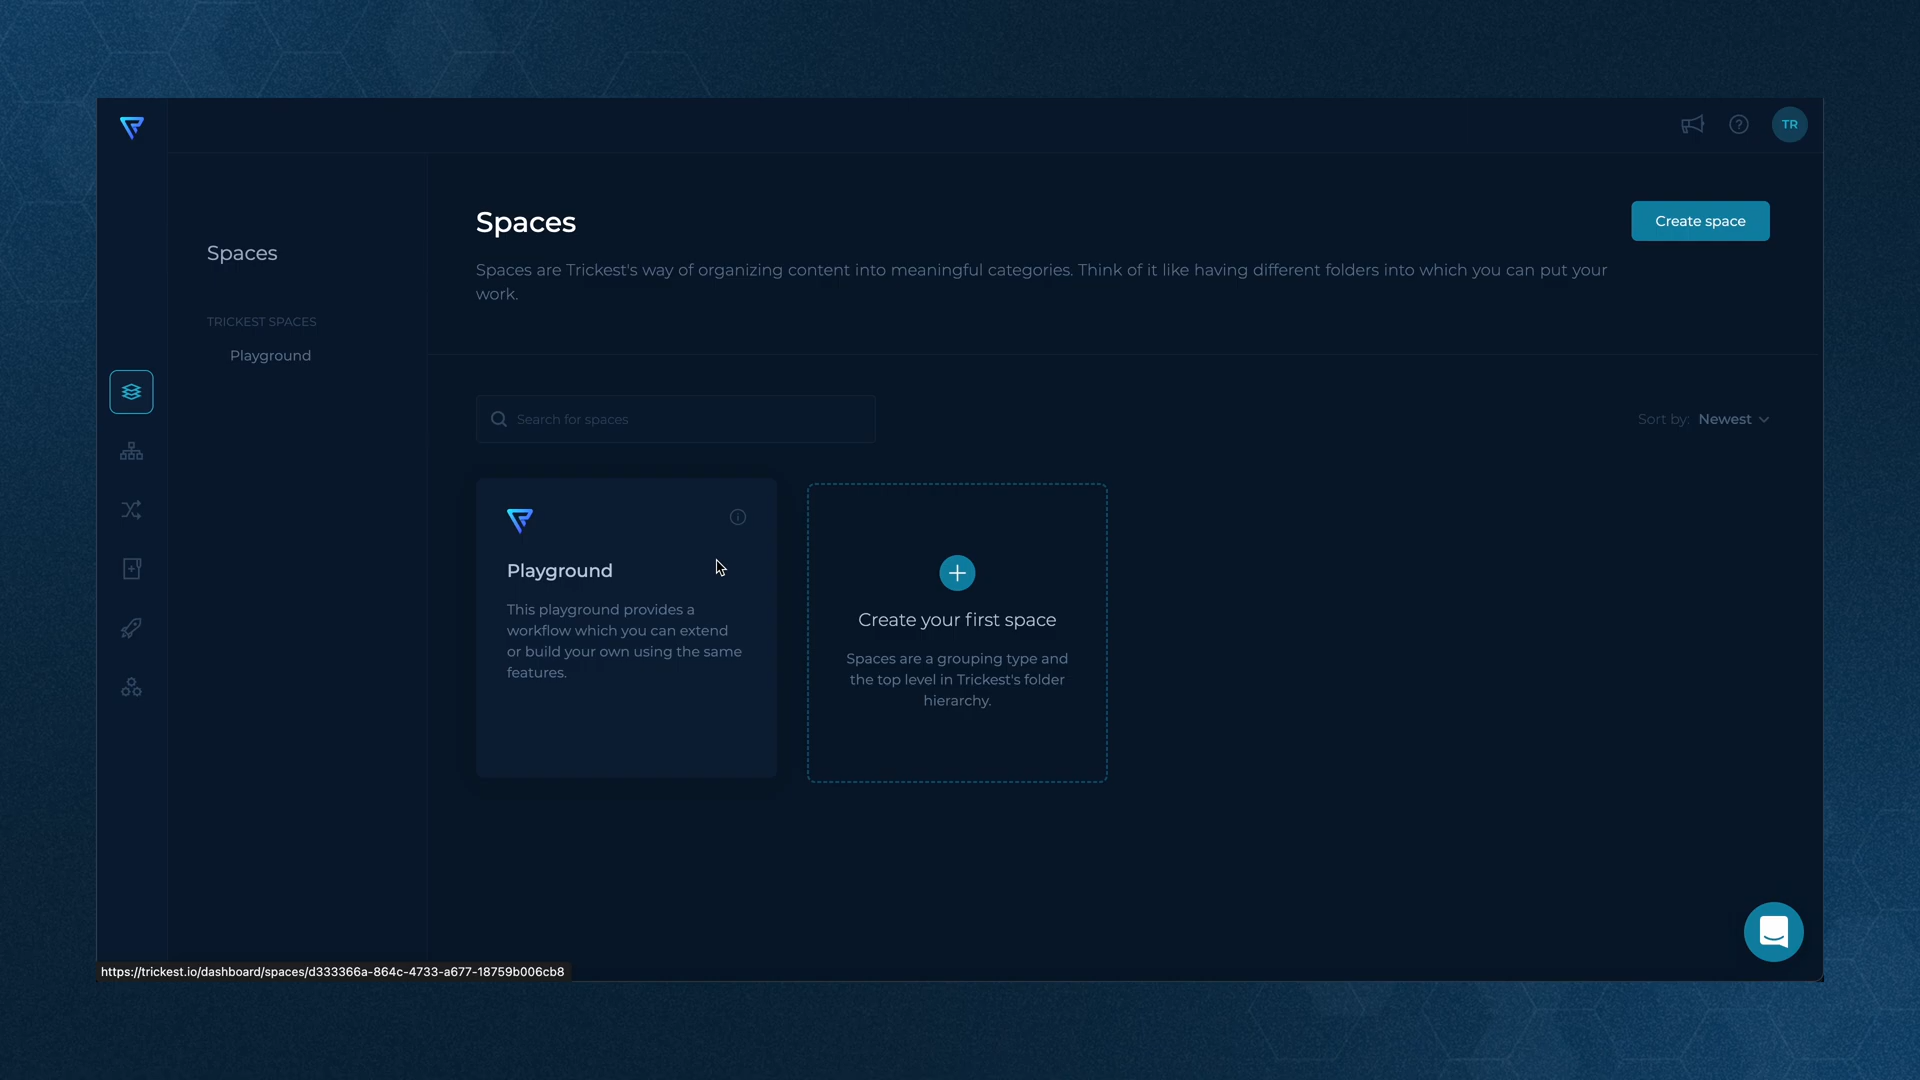 TR
Spaces
TRICKEST SPACES
Playground
Spaces
Create space
Spaces are Trickest's way of organizing content into meaningful categories. Think of it like having different folders into which you can put your
work.
Search for spaces
Sort by: Newest
Playground
This playground provides a
workflow which you can extend
or build your own using the same
features.
Create your first space
Spaces are a grouping type and
the top level in Trickest's folder
hierarchy.
https://trickest.io/dashboard/spaces/d333366a-864c-4733-a677-18759b006cb8